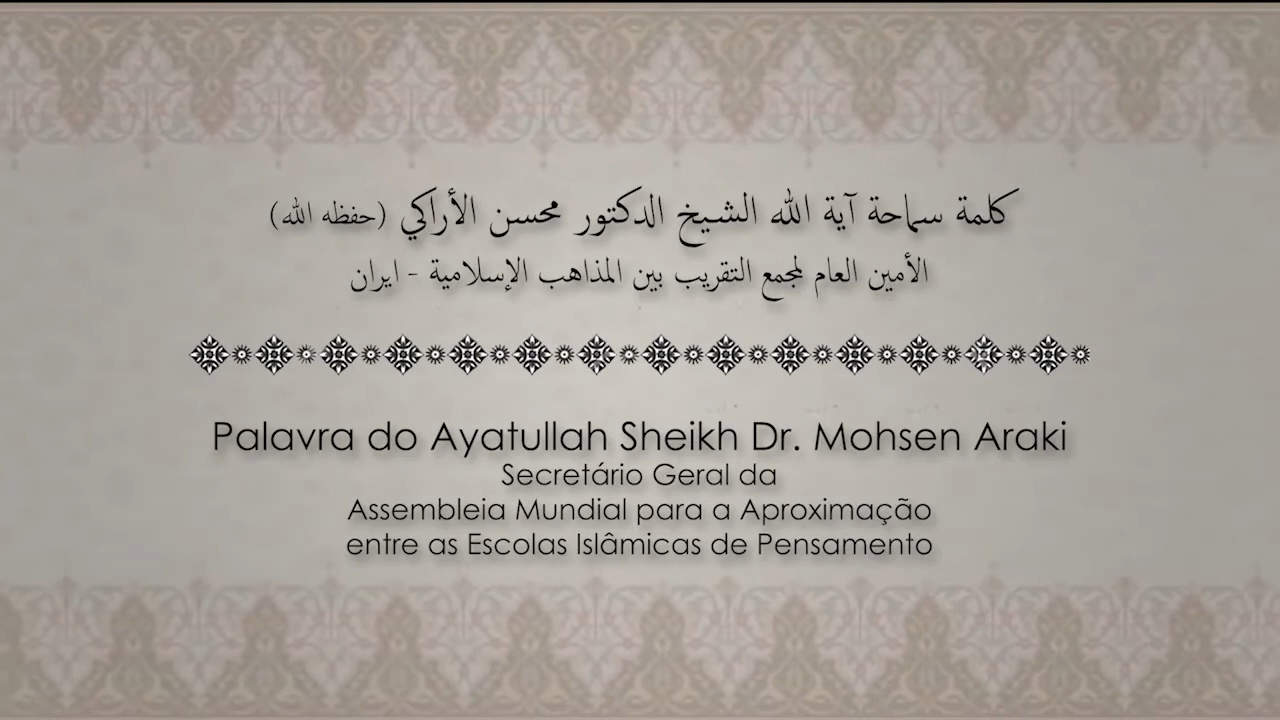 كلمة سماحة آية الله الشيخ الدكتور محسن الأراكي (حفظه الله)
الأمين العام لمجمع التقريب بين المذاهب الإسلامية - ايران
Palavra do Ayatullah Sheikh Dr. Mohsen Araki
Secretário Geral da
Assembleia Mundial para a Aproximação
entre as Escolas Islâmicas de Pensamento